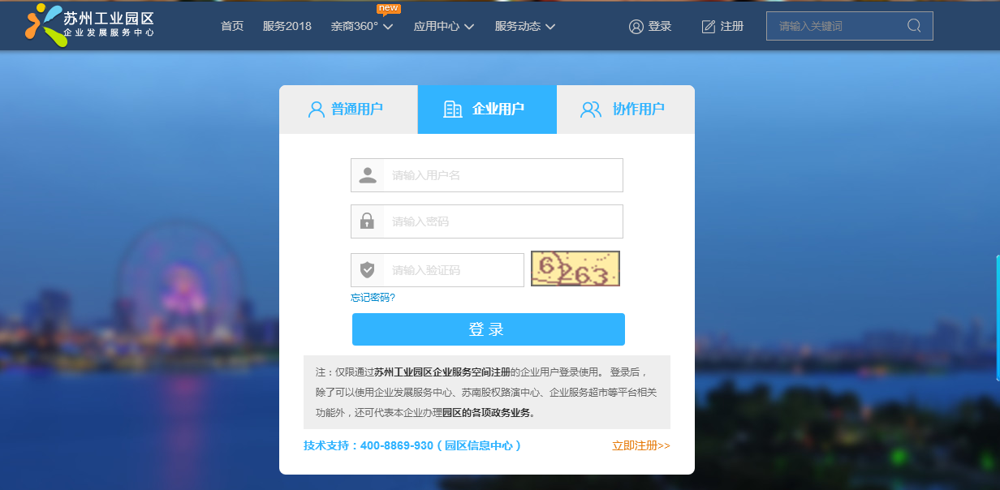 苏州工业园区
企业发展服务中心
首页 服务2018 亲商360° new 应用中心 服务动态 登录 注册 请输入关键词
普通用户 企业用户 协作用户
请输入用户名
请输入密码
请输入验证码 6263
忘记密码?
登 录
注：仅限通过苏州工业园区企业服务空间注册的企业用户登录使用。 登录后，
除了可以使用企业发展服务中心、苏南股权路演中心、企业服务超市等平台相关
功能外，还可代表本企业办理园区的各项政务业务。
技术支持：400-8869-930（园区信息中心） 立即注册>>